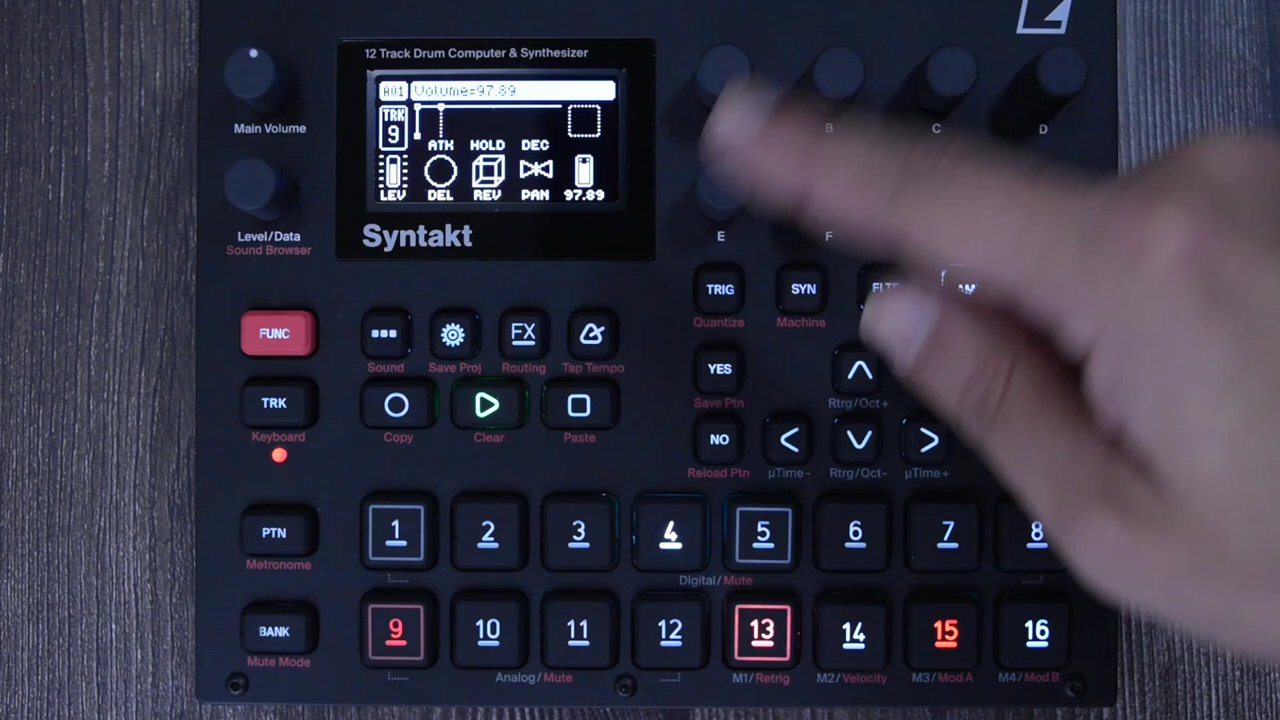 12 Track Drum Computer & Synthesizer
A01 Volume=97.89
TRK
9
ATK HOLD DEC
LEV DEL REV PAN 97.89
Syntakt
Main Volume
Level/Data
Sound Browser
B C D
E F
TRIG SYN FLTR AMP
Quantize Machine
FUNC
FX
Sound Save Proj Routing Tap Tempo
YES
Save Ptn Rtrg/Oct+
TRK
Keyboard
Copy Clear Paste
NO
Reload Ptn µTime- Rtrg/Oct- µTime+
PTN
Metronome
1 2 3 4 5 6 7 8
Digital/Mute
BANK
Mute Mode
9 10 11 12 13 14 15 16
Analog/Mute M1/Retrig M2/Velocity M3/Mod A M4/Mod B